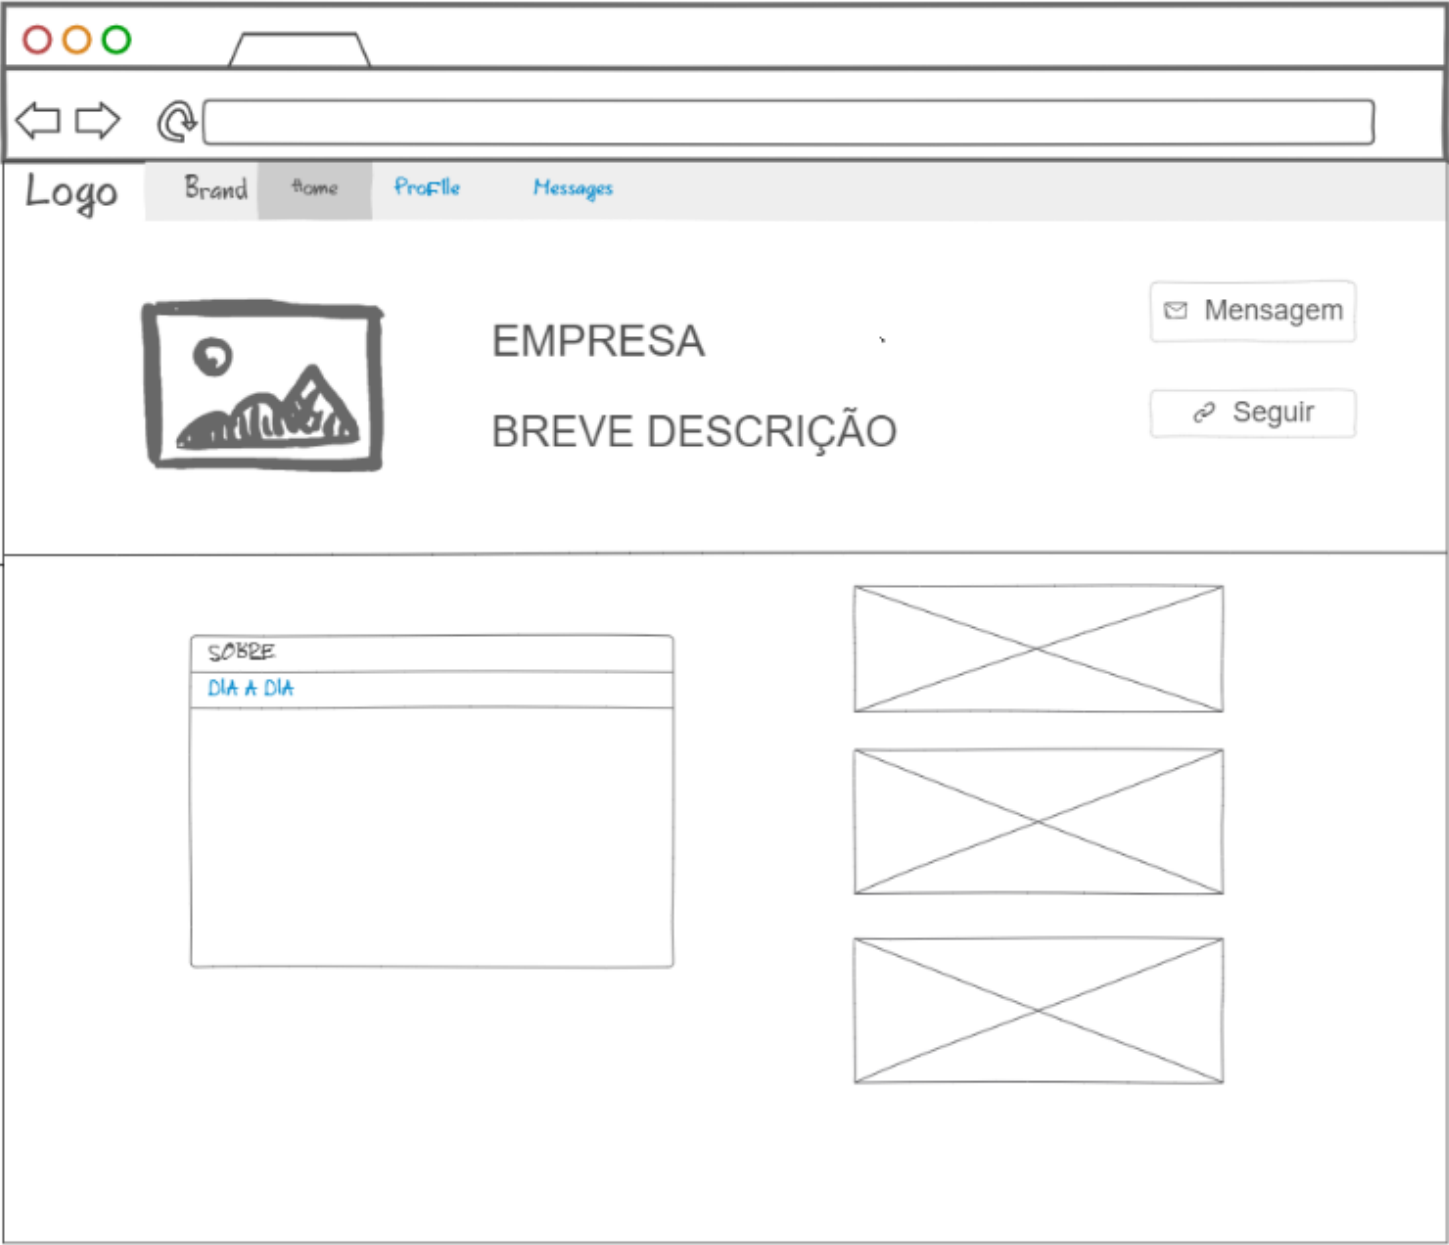 Logo
Brand Home Profile Messages
Mensagem
EMPRESA
Seguir
BREVE DESCRIÇÃO
SOBRE
DIA A DIA